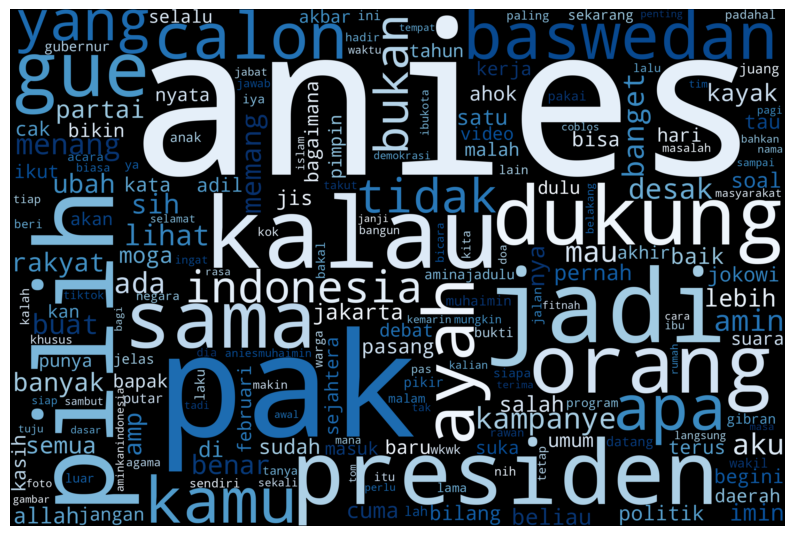 yang
selalu
calon
akbar
ini
bukan
tempat
paling
sekarang
penting
padahal
gubernur
hadir
waktu
tahun
baswedan
gue
anies
partai
nyata
jabat
jawab
iya
kerja
lalu
tim
juang
kayak
ahok
pakai
cak
bikin
anak
islam
bagaimana
pimpin
ibukota
satu
video
coblos
bisa
hari
banget
masalah
tau
pagi
bahkan
nama
menang
acara
memang
demokrasi
malah
lain
soal
sampai
ikut
biasa
ya
ubah
kata
adil
takut
tidak
dulu
desak
masyarakat
tiap
sih
jis
janji
beri
akan
selamat
kalau
kok
bangun
bicara
kita
doa
dukung
belakang
pilih
lihat
moga
ingat
bakal
mau
akhir
baik
rakyat
ada
rasa
indonesia
aminajadulu
nya
pernah
jokowi
kalah
tiktok
negara
muhaimin
jalan
fitnah
lebih
kan
buat
bagi
sama
jakarta
ayah
kemarin
mungkin
jadi
cara
ibu
amin
khusus
debat
bukti
suara
punya
jelas
pak
dia
aniesmuhaimin
warga
pasang
kalian
siapa
orang
rumah
banyak
bapak
laku
makin
sejahtera
pas
pikir
terima
siap
sambut
putar
tadi
februari
awal
malam
tak
salah
program
apa
gibran
tuju
dasar
amp
aminkanindonesia
kampanye
rawan
umum
datang
langsung
masa
semua
di
sudah
mana
baru
wkwk
suka
terus
aku
kasih
luar
agama
benar
tanya
masuk
itu
presiden
nih
tetap
wakil
begini
foto
sendiri
sekali
tom
perlu
lama
daerah
gambar
allah
jangan
kamu
cuma
lah
bilang
beliau
politik
imin